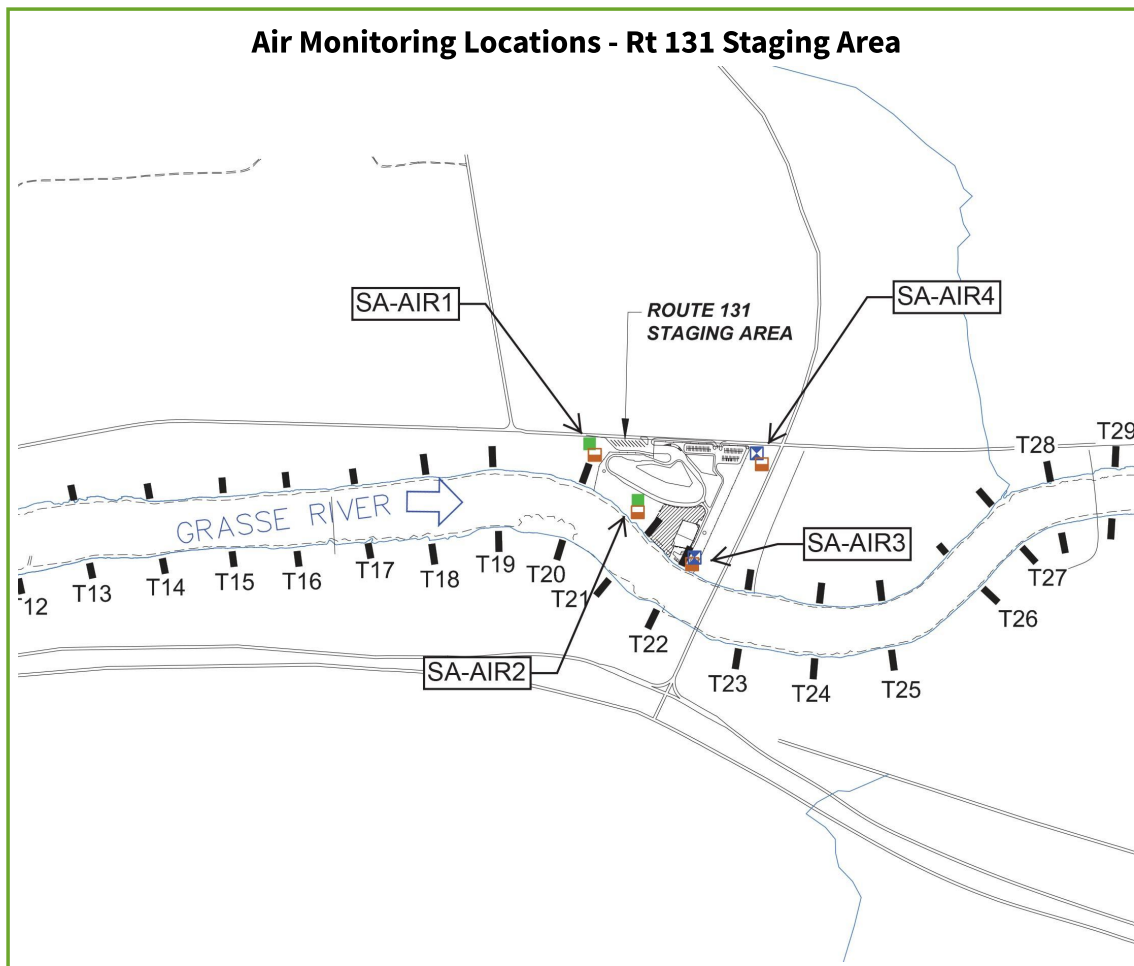 Air Monitoring Locations - Rt 131 Staging Area
SA-AIR1
ROUTE 131
STAGING AREA
SA-AIR4
T29
T28
GRASSE RIVER
SA-AIR3
T12
T13
T14
T15
T16
T17
T18
T19
T20
T21
T22
T23
T24
T25
T26
T27
SA-AIR2